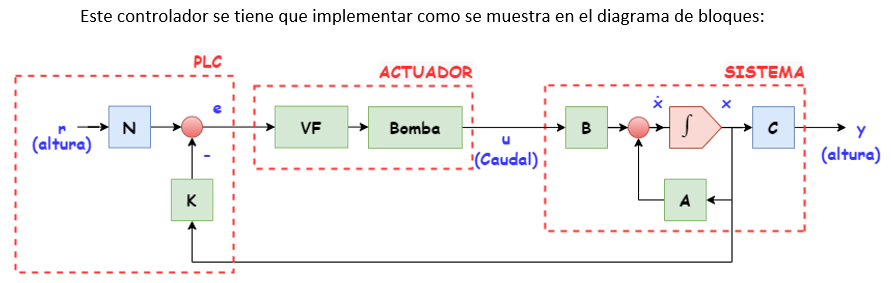 Este controlador se tiene que implementar como se muestra en el diagrama de bloques:
PLC
ACTUADOR
SISTEMA
r
(altura)
N
e
-
K
VF
Bomba
u
(Caudal)
B
ẋ
∫
x
C
A
y
(altura)